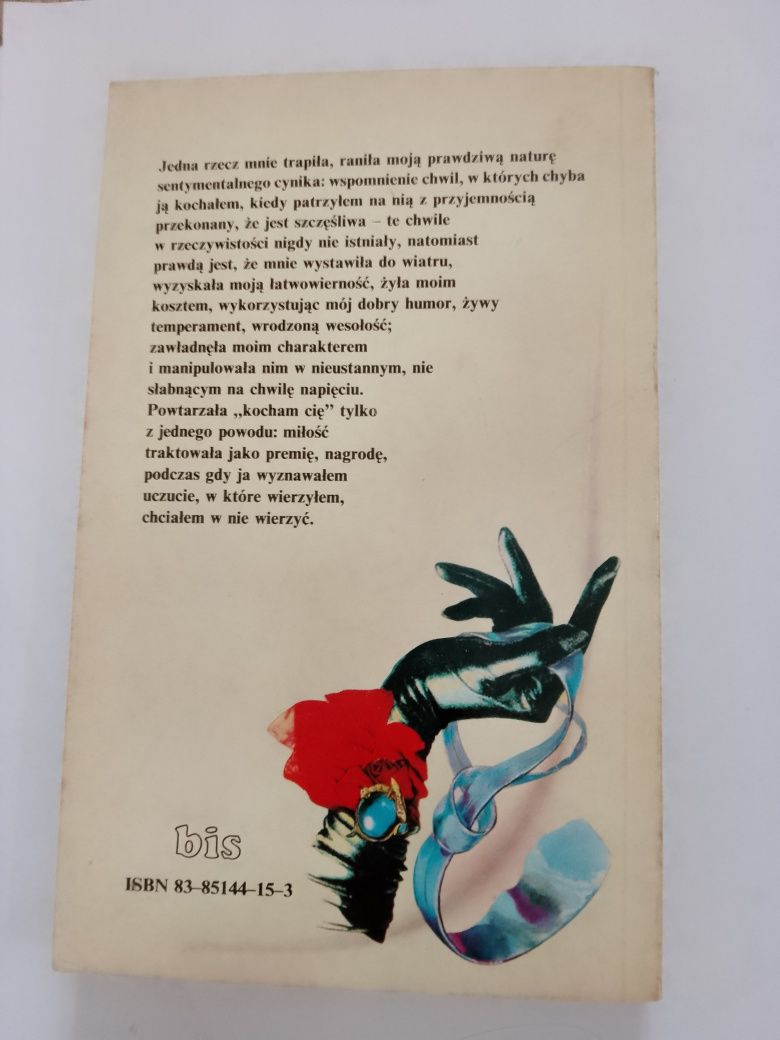 Jedna rzecz mnie trapiła, raniła moją prawdziwą naturę
sentymentalnego cynika: wspomnienie chwil, w których chyba
ją kochałem, kiedy patrzyłem na nią z przyjemnością
przekonany, że jest szczęśliwa – te chwile
w rzeczywistości nigdy nie istniały, natomiast
prawdą jest, że mnie wystawiła do wiatru,
wyzyskała moją łatwowierność, żyła moim
kosztem, wykorzystując mój dobry humor, żywy
temperament, wrodzoną wesołość;
zawładnęła moim charakterem
i manipulowała nim w nieustannym, nie
słabnącym na chwilę napięciu.
Powtarzała „kocham cię” tylko
z jednego powodu: miłość
traktowała jako premię, nagrodę,
podczas gdy ja wyznawałem
uczucie, w które wierzyłem,
chciałem w nie wierzyć.
bis
ISBN 83–85144–15–3